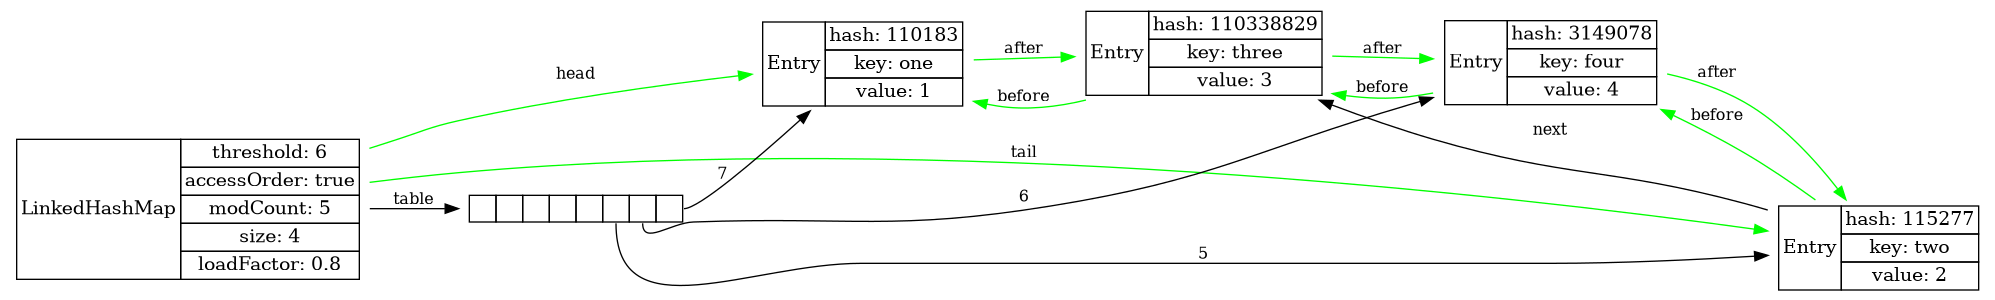 LinkedHashMap
threshold: 6
accessOrder: true
modCount: 5
size: 4
loadFactor: 0.8
head
tail
table
7
6
5
Entry
hash: 110183
key: one
value: 1
after
before
Entry
hash: 110338829
key: three
value: 3
after
before
Entry
hash: 3149078
key: four
value: 4
after
before
next
Entry
hash: 115277
key: two
value: 2